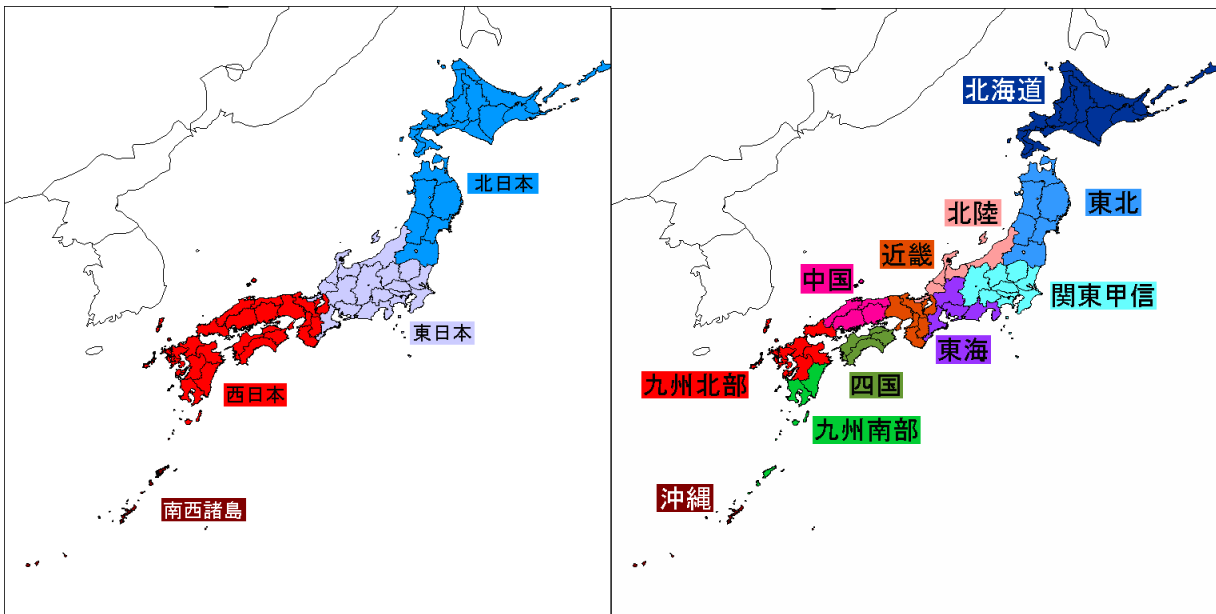 北日本
東日本
西日本
南西諸島
北海道
東北
北陸
近畿
中国
関東甲信
東海
九州北部
四国
九州南部
沖縄